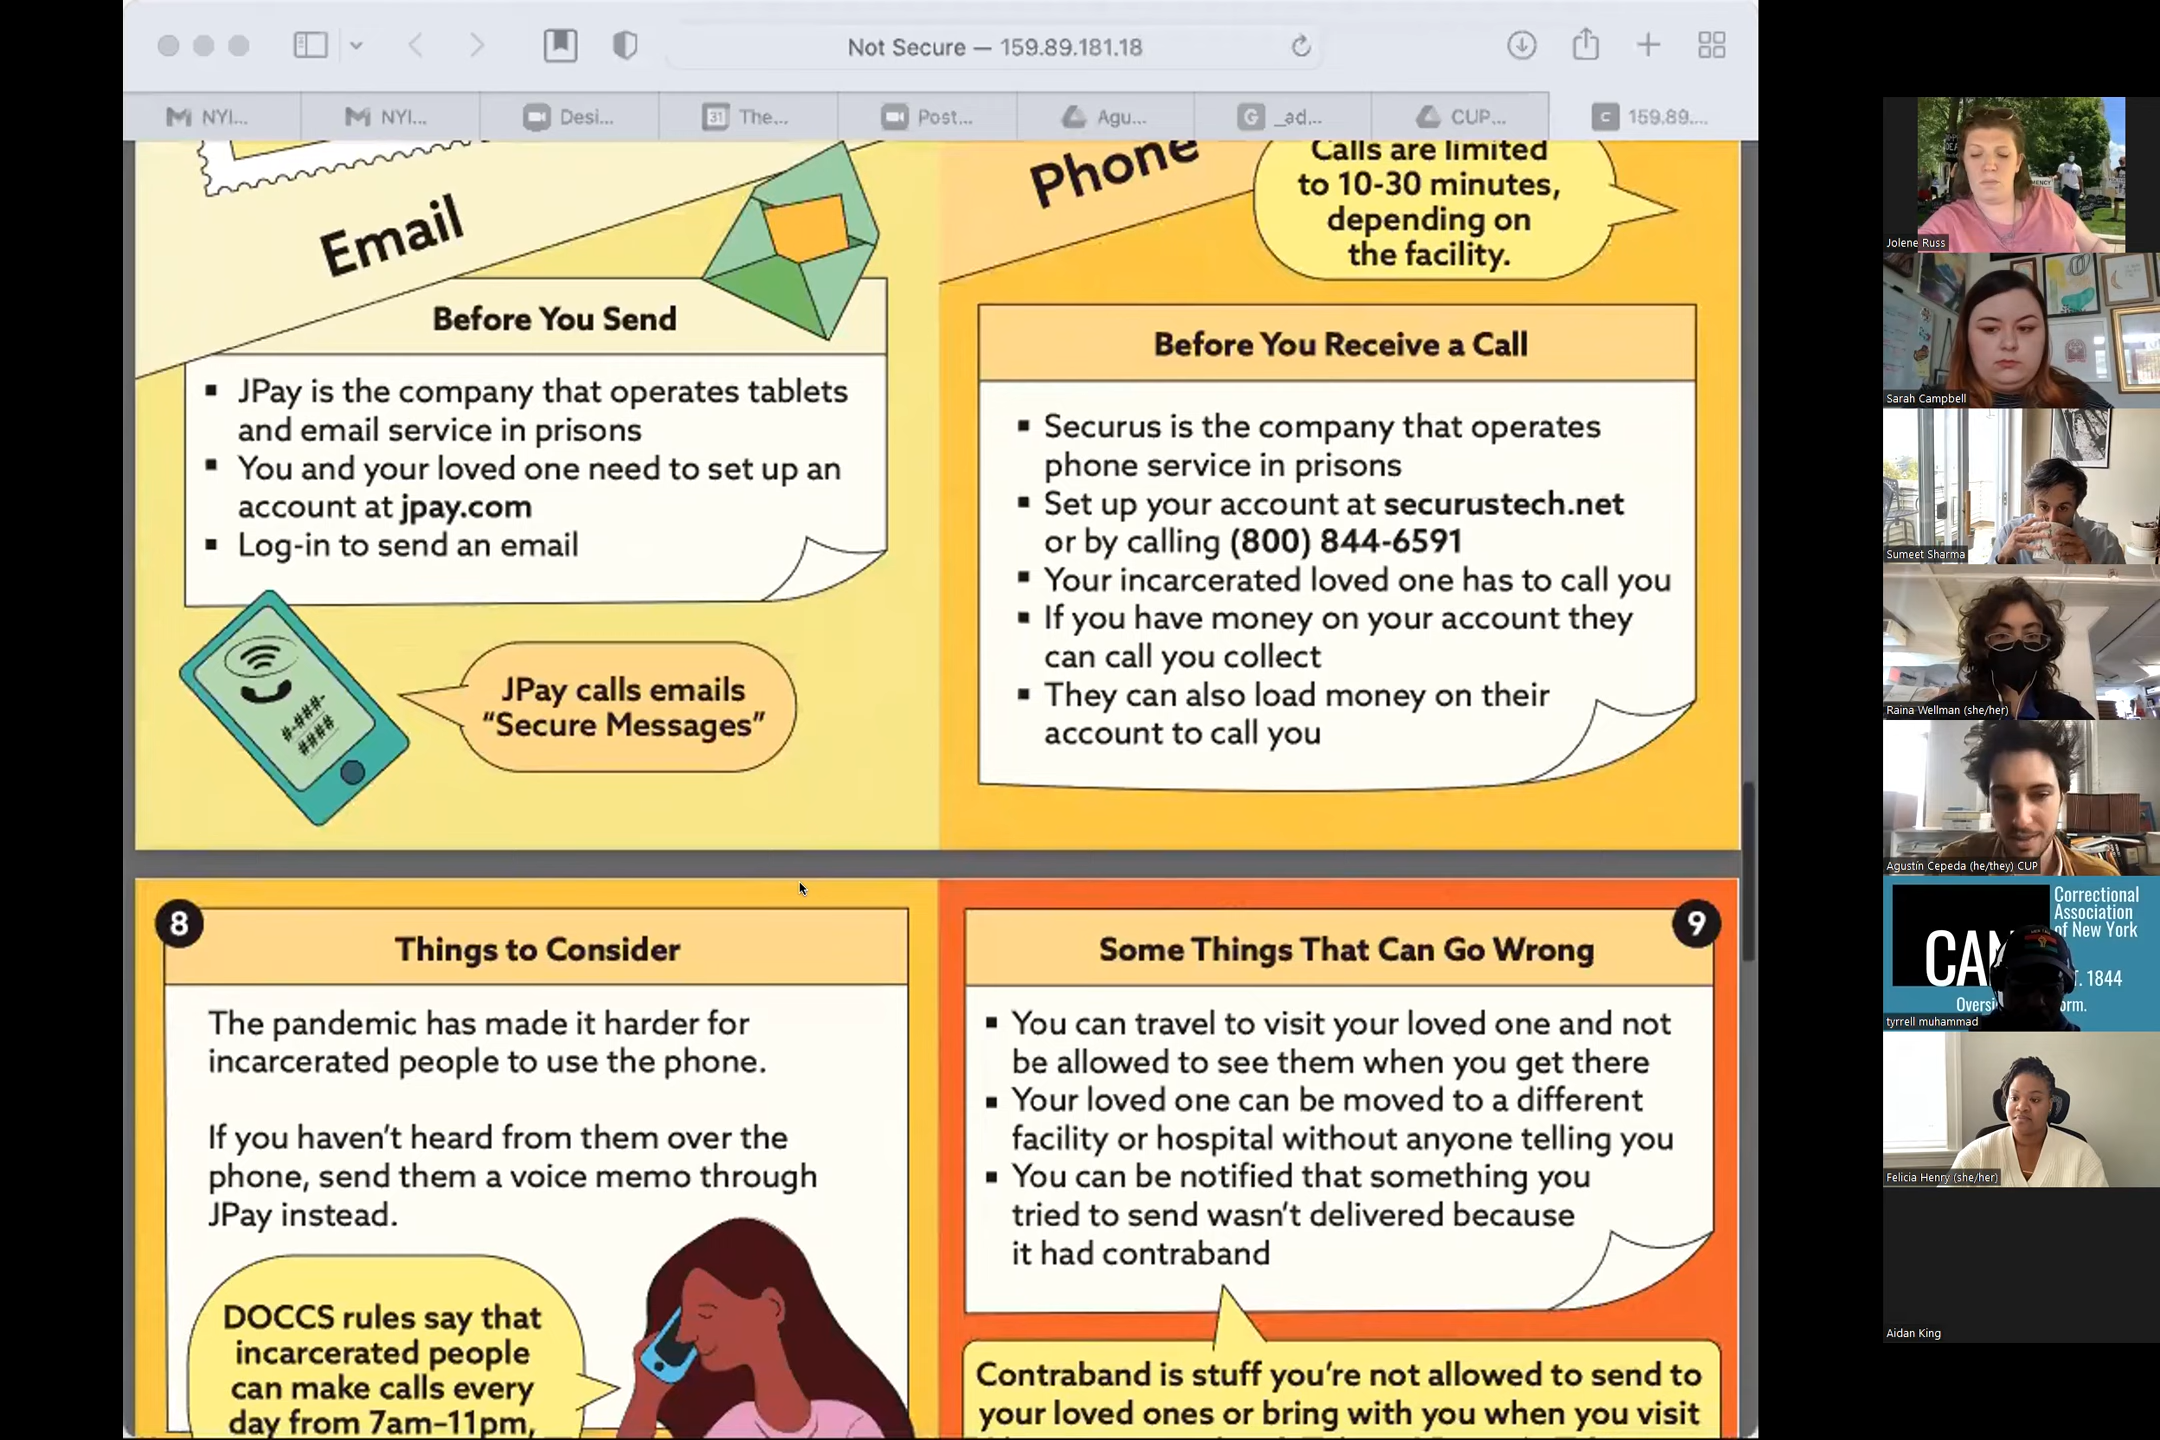 Not Secure — 159.89.181.18
NYI...
NYI...
Desi...
31
The...
Post...
Agu...
G
_ad...
CUP...
C
159.89....
Email
Before You Send
▪ JPay is the company that operates tablets
and email service in prisons
▪ You and your loved one need to set up an
account at jpay.com
▪ Log-in to send an email
#-###-
####
JPay calls emails
“Secure Messages”
Phone
Calls are limited
to 10-30 minutes,
depending on
the facility.
Before You Receive a Call
▪ Securus is the company that operates
phone service in prisons
▪ Set up your account at securustech.net
or by calling (800) 844-6591
▪ Your incarcerated loved one has to call you
▪ If you have money on your account they
can call you collect
▪ They can also load money on their
account to call you
8
Things to Consider
The pandemic has made it harder for
incarcerated people to use the phone.
If you haven’t heard from them over the
phone, send them a voice memo through
JPay instead.
DOCCS rules say that
incarcerated people
can make calls every
day from 7am–11pm,
9
Some Things That Can Go Wrong
▪ You can travel to visit your loved one and not
be allowed to see them when you get there
▪ Your loved one can be moved to a different
facility or hospital without anyone telling you
▪ You can be notified that something you
tried to send wasn’t delivered because
it had contraband
Contraband is stuff you’re not allowed to send to
your loved ones or bring with you when you visit
Jolene Russ
Sarah Campbell
Sumeet Sharma
Raina Wellman (she/her)
Agustín Cepeda (he/they) CUP
Correctional
Association
of New York
CAN
T. 1844
Oversi
orm.
tyrrell muhammad
Felicia Henry (she/her)
Aidan King